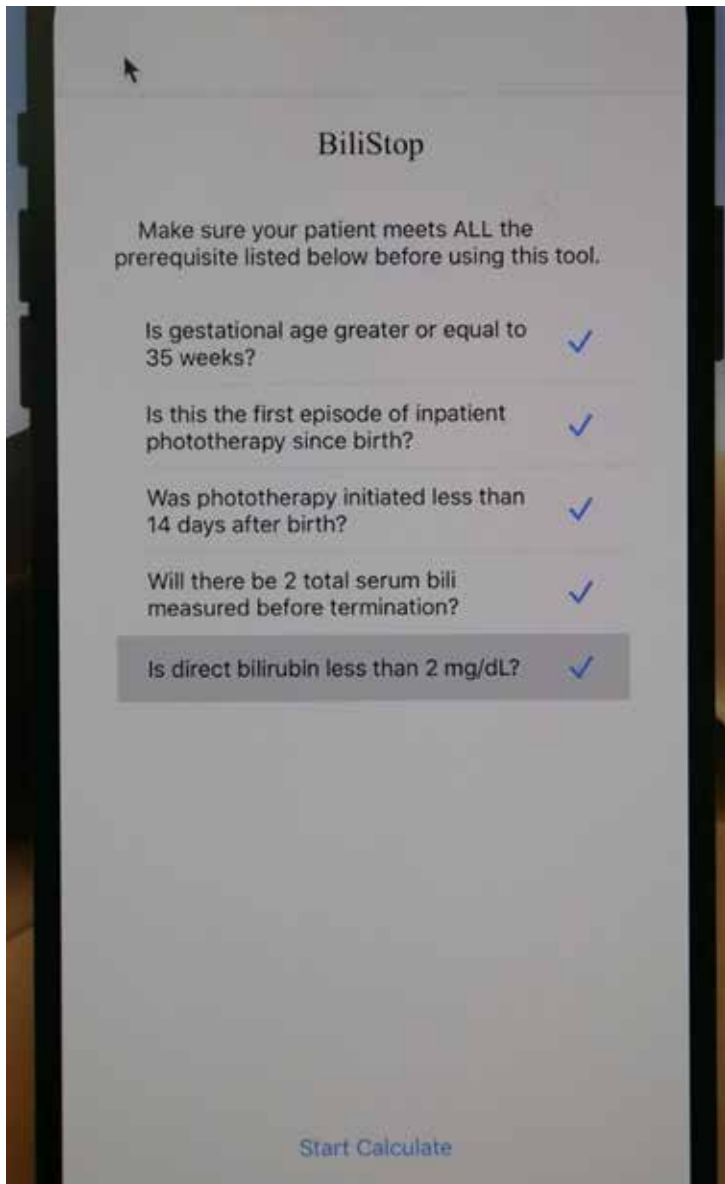 BiliStop
Make sure your patient meets ALL the
prerequisite listed below before using this tool.
Is gestational age greater or equal to
35 weeks?
Is this the first episode of inpatient
phototherapy since birth?
Was phototherapy initiated less than
14 days after birth?
Will there be 2 total serum bili
measured before termination?
Is direct bilirubin less than 2 mg/dL?
Start Calculate